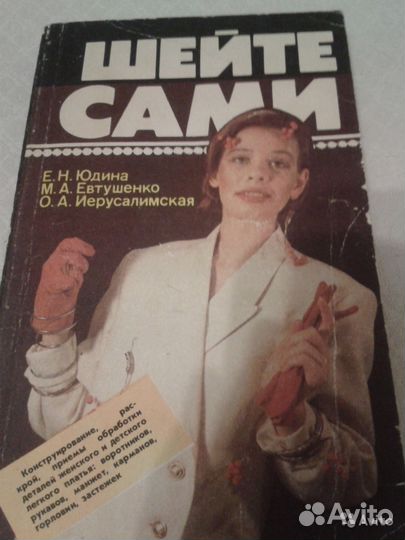 ШЕЙТЕ
САМИ
Е. Н. Юдина
М. А. Евтушенко
О. А. Иерусалимская
Конструирование, рас-
крой, приемы обработки
деталей женского и детского
легкого платья: воротников,
рукавов, манжет, карманов,
горловин, застежек
Avito
Avito